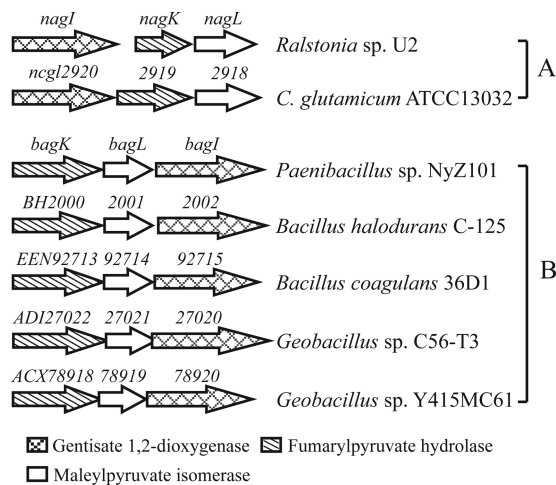 nagI nagK nagL
Ralstonia sp. U2
ncgl2920 2919 2918
C. glutamicum ATCC13032
A
bagK bagL bagI
Paenibacillus sp. NyZ101
BH2000 2001 2002
Bacillus halodurans C-125
EEN92713 92714 92715
Bacillus coagulans 36D1
B
ADI27022 27021 27020
Geobacillus sp. C56-T3
ACX78918 78919 78920
Geobacillus sp. Y415MC61
Gentisate 1,2-dioxygenase Fumarylpyruvate hydrolase
Maleylpyruvate isomerase